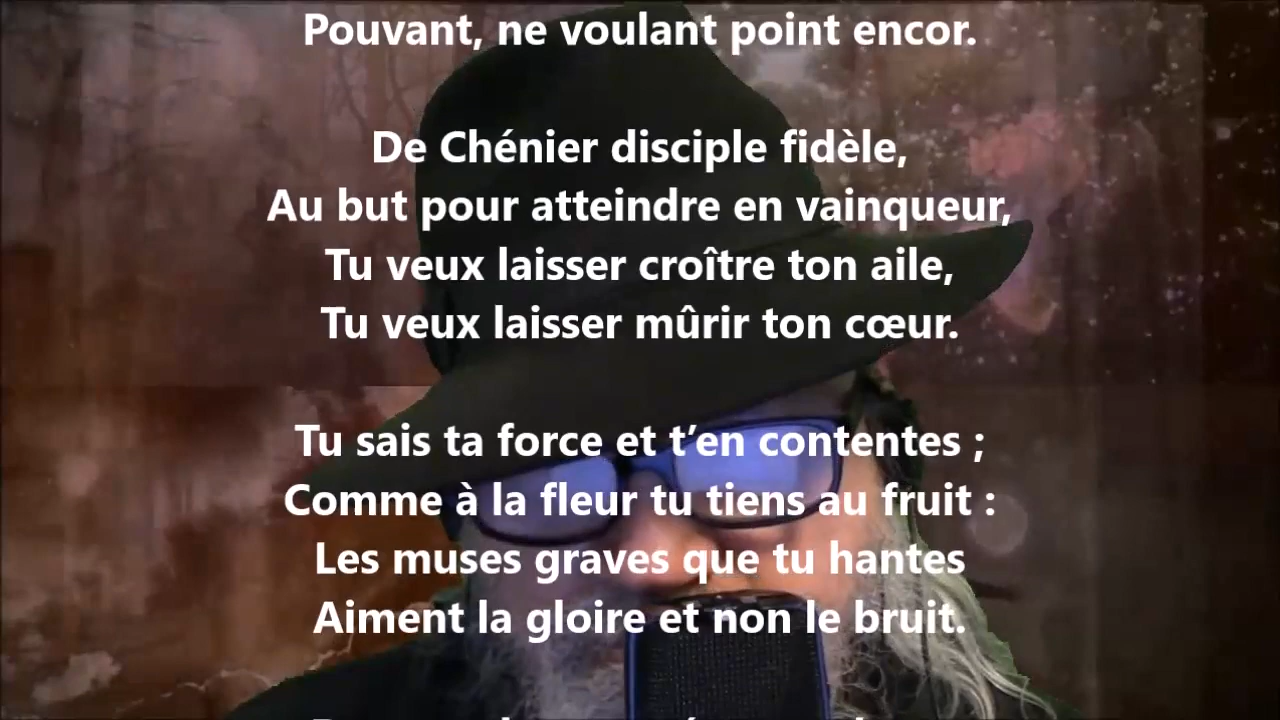 Pouvant, ne voulant point encor.
De Chénier disciple fidèle,
Au but pour atteindre en vainqueur,
Tu veux laisser croître ton aile,
Tu veux laisser mûrir ton cœur.
Tu sais ta force et t’en contentes ;
Comme à la fleur tu tiens au fruit :
Les muses graves que tu hantes
Aiment la gloire et non le bruit.